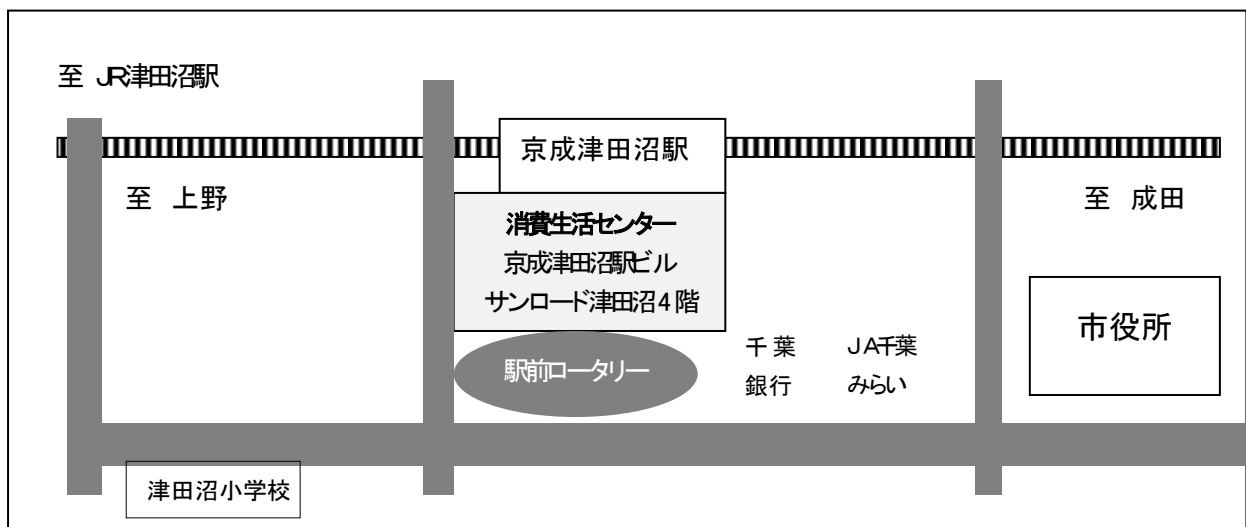 至 JR津田沼駅
京成津田沼駅
至 上野
至 成田
消費生活センター
京成津田沼駅ビル
サンロード津田沼4階
市役所
駅前ロータリー
千葉
銀行
JA千葉
みらい
津田沼小学校